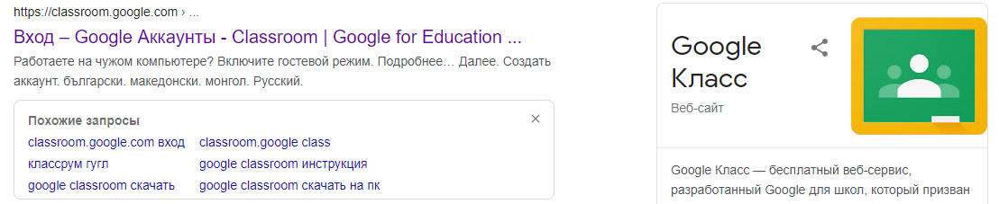 https://classroom.google.com › ...
Вход – Google Аккаунты - Classroom | Google for Education ...
Работаете на чужом компьютере? Включите гостевой режим. Подробнее… Далее. Создать
аккаунт. български. македонски. монгол. Русский.
Похожие запросы
classroom.google.com вход
classroom.google class
классрум гугл
google classroom инструкция
google classroom скачать
google classroom скачать на пк
Google
Класс
Веб-сайт
Google Класс — бесплатный веб-сервис,
разработанный Google для школ, который призван